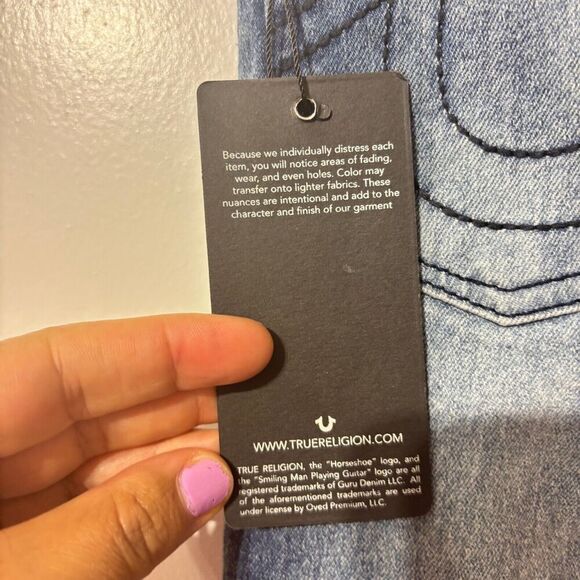 Because we individually distress each
item, you will notice areas of fading,
wear, and even holes. Color may
transfer onto lighter fabrics. These
nuances are intentional and add to the
character and finish of our garment
WWW.TRUERELIGION.COM
TRUE RELIGION, the "Horseshoe" logo, and
the "Smiling Man Playing Guitar" logo are all
registered trademarks of Guru Denim LLC. All
of the aforementioned trademarks are used
under license by Oved Premium, LLC.